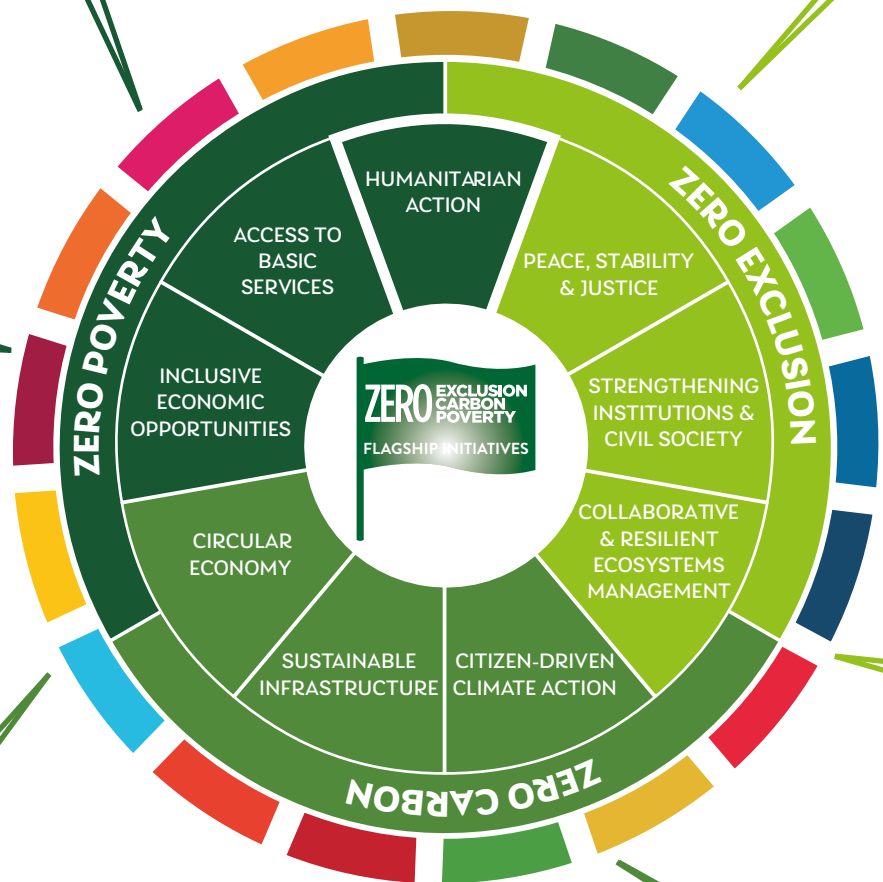 ZERO POVERTY
ZERO EXCLUSION
ZERO CARBON
HUMANITARIAN
ACTION
PEACE, STABILITY
& JUSTICE
STRENGTHENING
INSTITUTIONS &
CIVIL SOCIETY
COLLABORATIVE
& RESILIENT
ECOSYSTEMS
MANAGEMENT
CITIZEN-DRIVEN
CLIMATE ACTION
SUSTAINABLE
INFRASTRUCTURE
CIRCULAR
ECONOMY
INCLUSIVE
ECONOMIC
OPPORTUNITIES
ACCESS TO
BASIC
SERVICES
ZERO EXCLUSION
CARBON
POVERTY
FLAGSHIP INITIATIVES